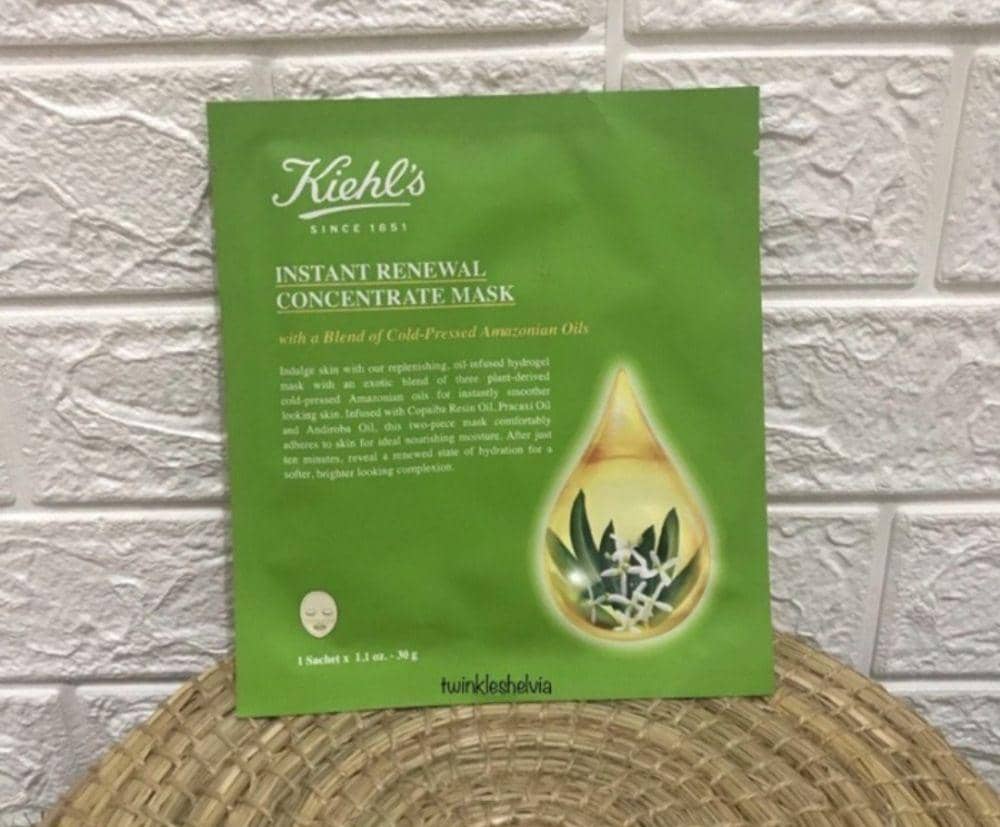 Kiehl's
SINCE 1851
INSTANT RENEWAL
CONCENTRATE MASK
with a Blend of Cold-Pressed Amazonian Oils
Indulge skin with our replenishing, oil-infused hydrogel
mask with an exotic blend of three plant-derived
cold-pressed Amazonian oils for instantly smoother
looking skin. Infused with Copaiba Resin Oil, Pracaxi Oil
and Andiroba Oil, this two-piece mask comfortably
adheres to skin for ideal nourishing moisture. After just
ten minutes, reveal a renewed state of hydration for a
softer, brighter looking complexion.
1 Sachet x 1.1 oz. - 30 g
twinkleshelvia